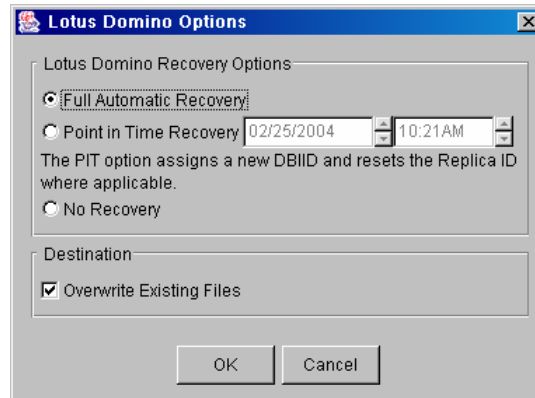 Lotus Domino Options
Lotus Domino Recovery Options
Full Automatic Recovery
Point in Time Recovery 02/25/2004 10:21AM
The PIT option assigns a new DBIID and resets the Replica ID
where applicable.
No Recovery
Destination
Overwrite Existing Files
OK Cancel